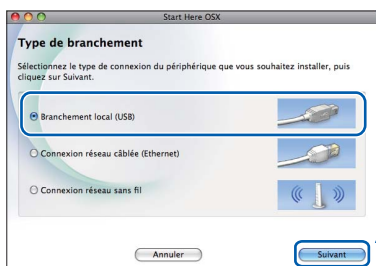 Start Here OSX
Type de branchement
Sélectionnez le type de connexion du périphérique que vous souhaitez installer, puis
cliquez sur Suivant.
Branchement local (USB)
Connexion réseau câblée (Ethernet)
Connexion réseau sans fil
Annuler
Suivant